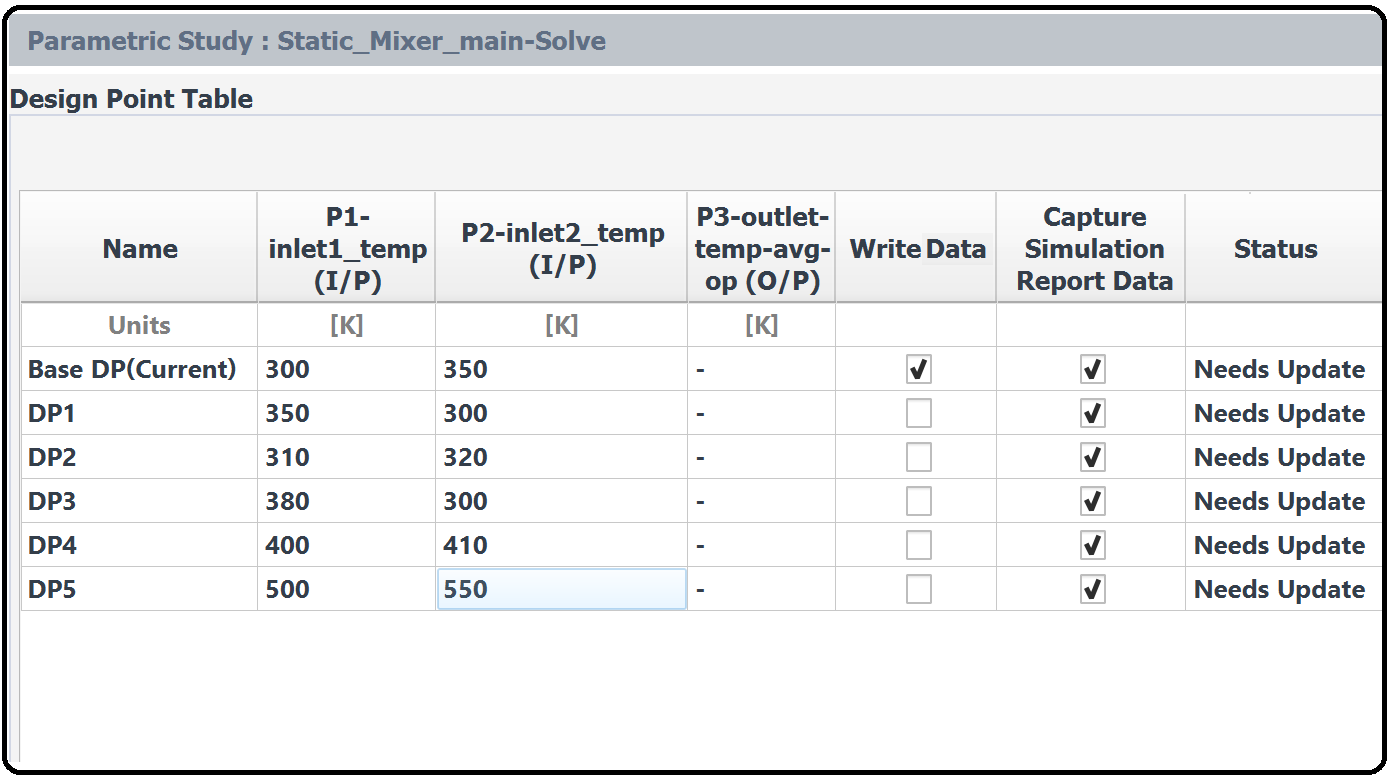 Parametric Study : Static_Mixer_main-Solve
Design Point Table
Name P1-inlet1_temp (I/P) P2-inlet2_temp (I/P) P3-outlet-temp-avg-op (O/P) Write Data Capture Simulation Report Data Status
Units [K] [K] [K]
Base DP(Current) 300 350 - Needs Update
DP1 350 300 - Needs Update
DP2 310 320 - Needs Update
DP3 380 300 - Needs Update
DP4 400 410 - Needs Update
DP5 500 550 - Needs Update